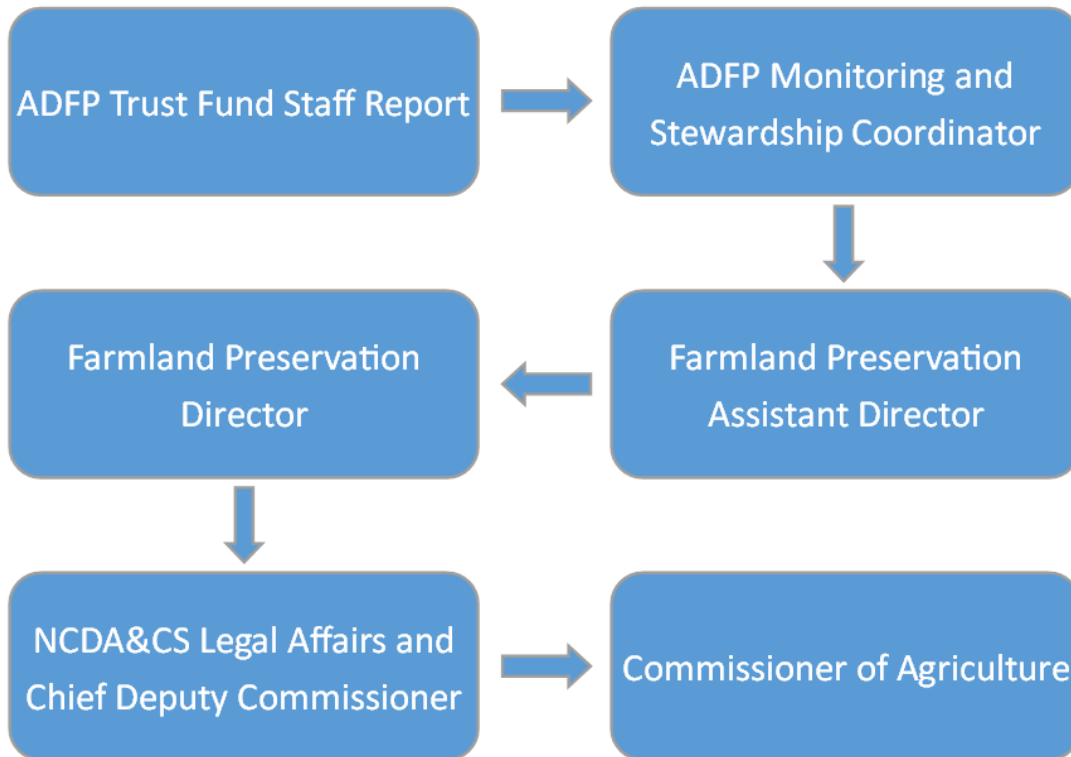 ADFP Trust Fund Staff Report
ADFP Monitoring and
Stewardship Coordinator
Farmland Preservation
Assistant Director
Farmland Preservation
Director
NCDA&CS Legal Affairs and
Chief Deputy Commissioner
Commissioner of Agriculture